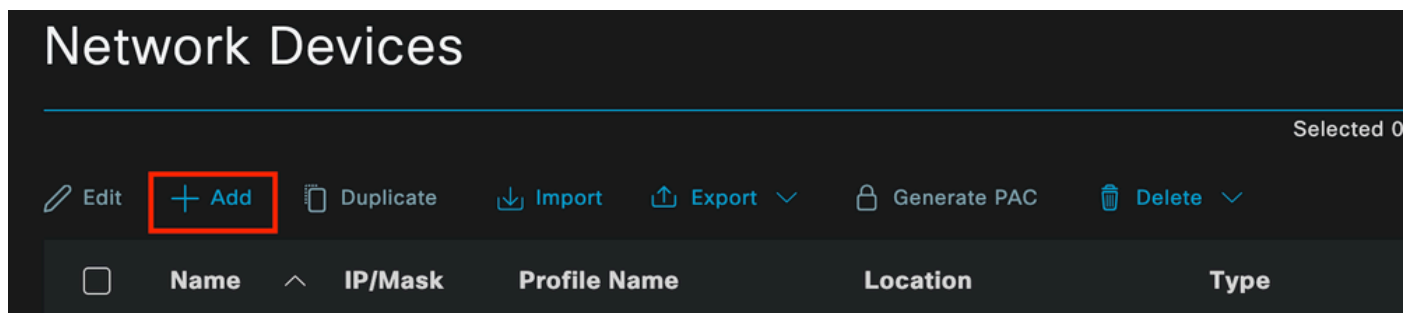 Network Devices
Selected 0
Edit Add Duplicate Import Export Generate PAC Delete
Name IP/Mask Profile Name Location Type